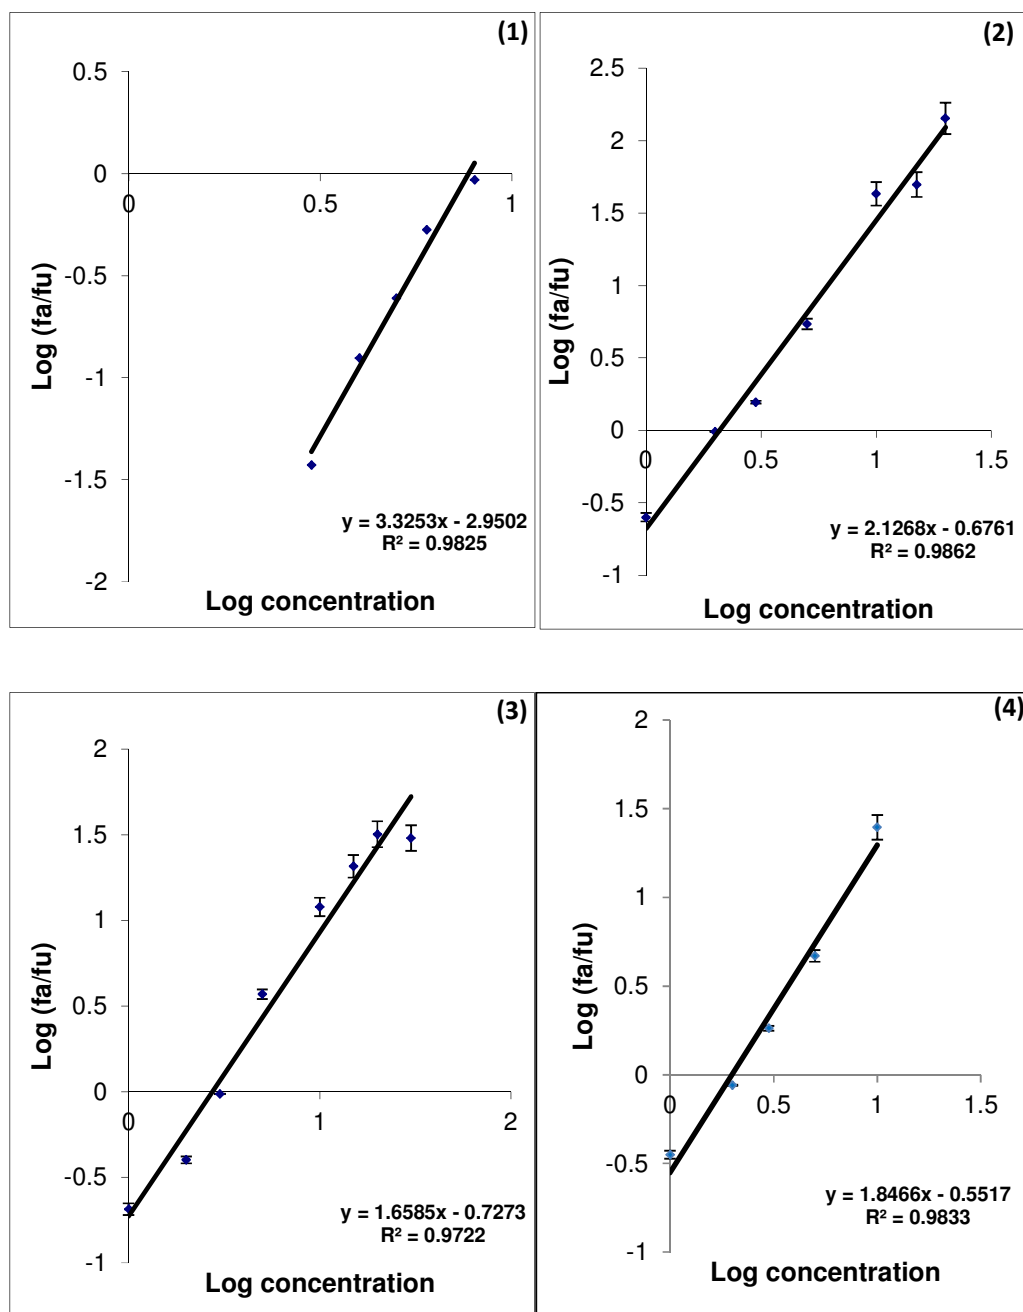 (1)
0.5
0
0
0.5
1
-0.5
-1
-1.5
-2
Log (fa/fu)
y = 3.3253x - 2.9502
R² = 0.9825
Log concentration
(2)
2.5
2
1.5
1
0.5
0
0
0.5
1
1.5
-0.5
-1
Log (fa/fu)
y = 2.1268x - 0.6761
R² = 0.9862
Log concentration
(3)
2
1.5
1
0.5
0
0
1
2
-0.5
-1
Log (fa/fu)
y = 1.6585x - 0.7273
R² = 0.9722
Log concentration
(4)
2
1.5
1
0.5
0
0
0.5
1
1.5
-0.5
-1
Log (fa/fu)
y = 1.8466x - 0.5517
R² = 0.9833
Log concentration